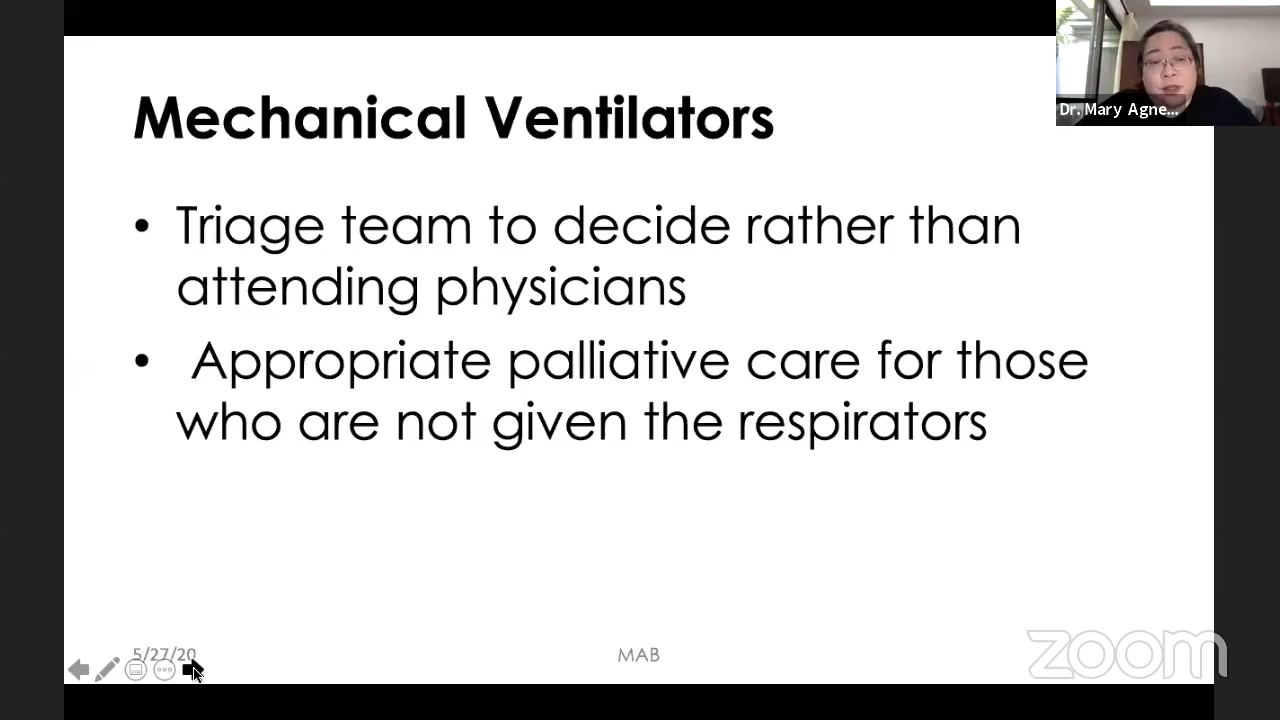 Mechanical Ventilators
Dr. Mary Agne...
• Triage team to decide rather than
attending physicians
• Appropriate palliative care for those
who are not given the respirators
5/27/20
MAB
zoom